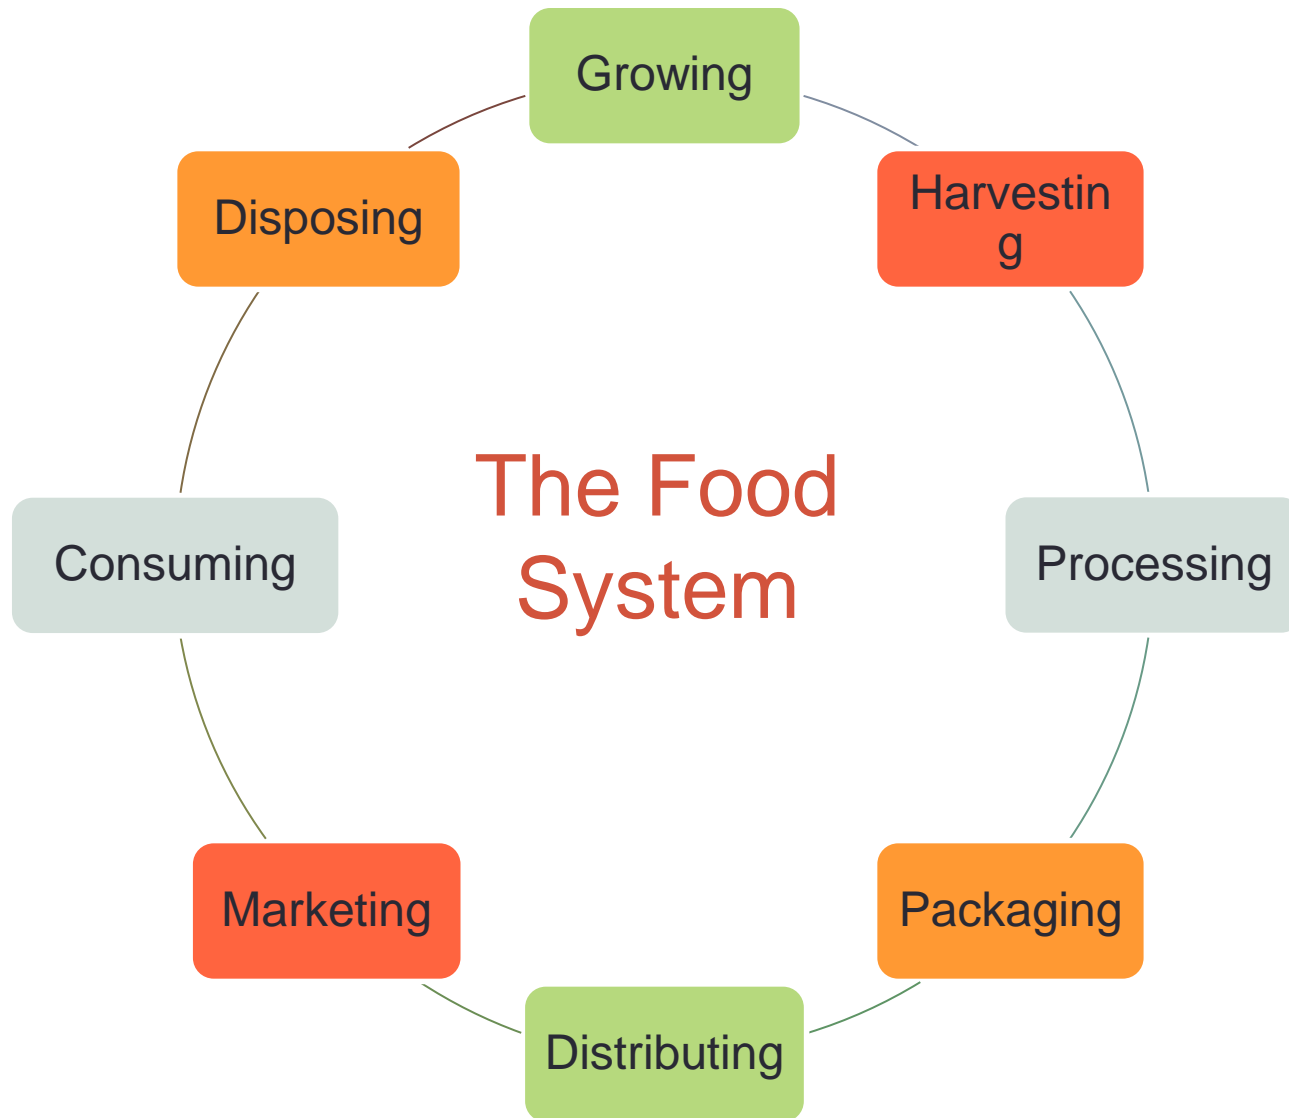 Growing
Harvestin
g
Processing
Packaging
Distributing
Marketing
Consuming
Disposing
The Food
System